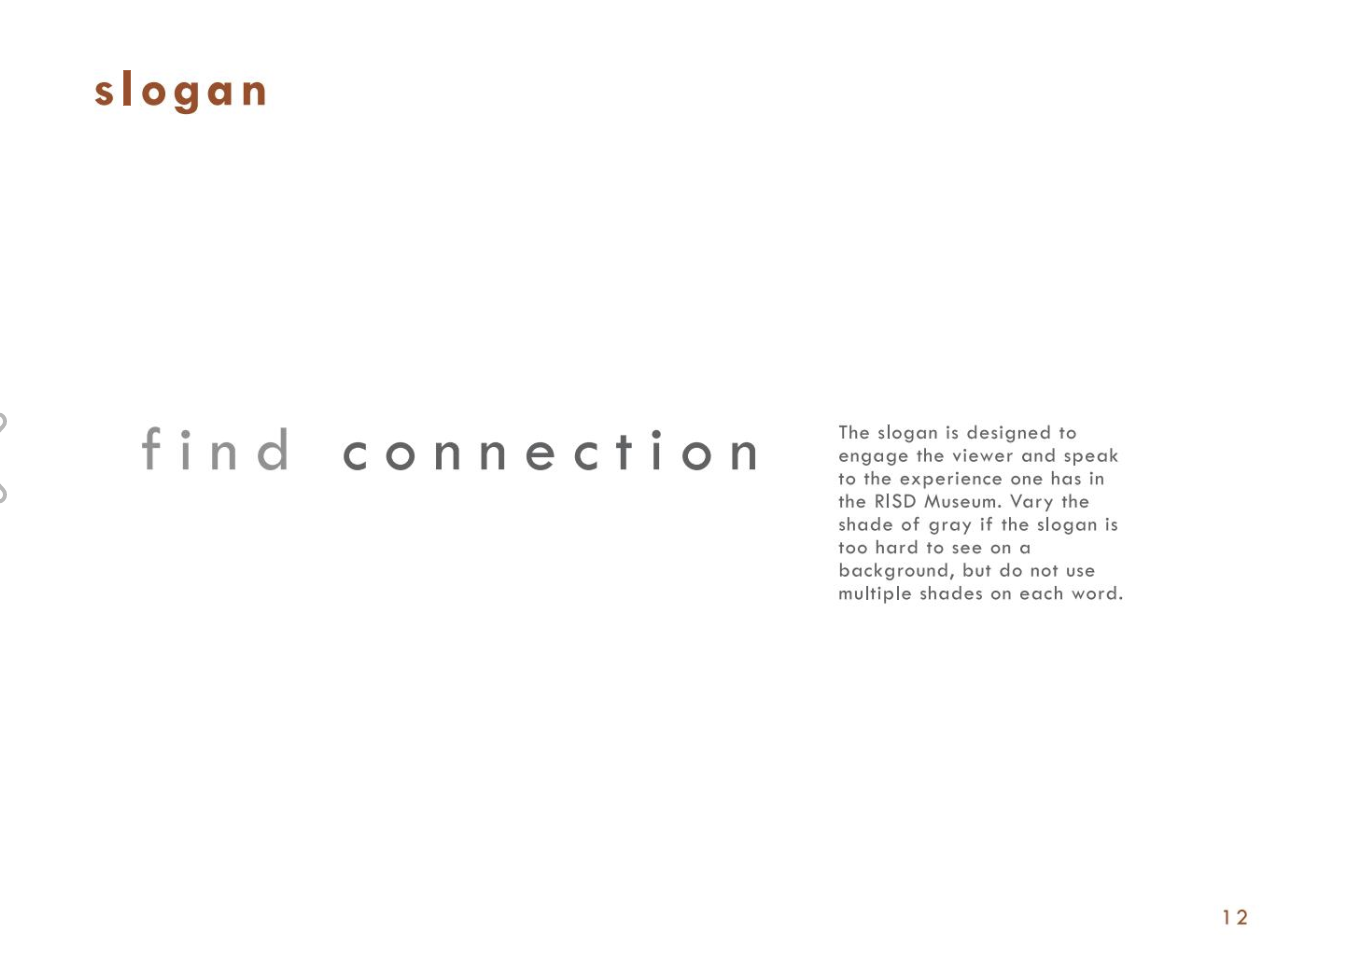 slogan
find connection
The slogan is designed to
engage the viewer and speak
to the experience one has in
the RISD Museum. Vary the
shade of gray if the slogan is
too hard to see on a
background, but do not use
multiple shades on each word.
12